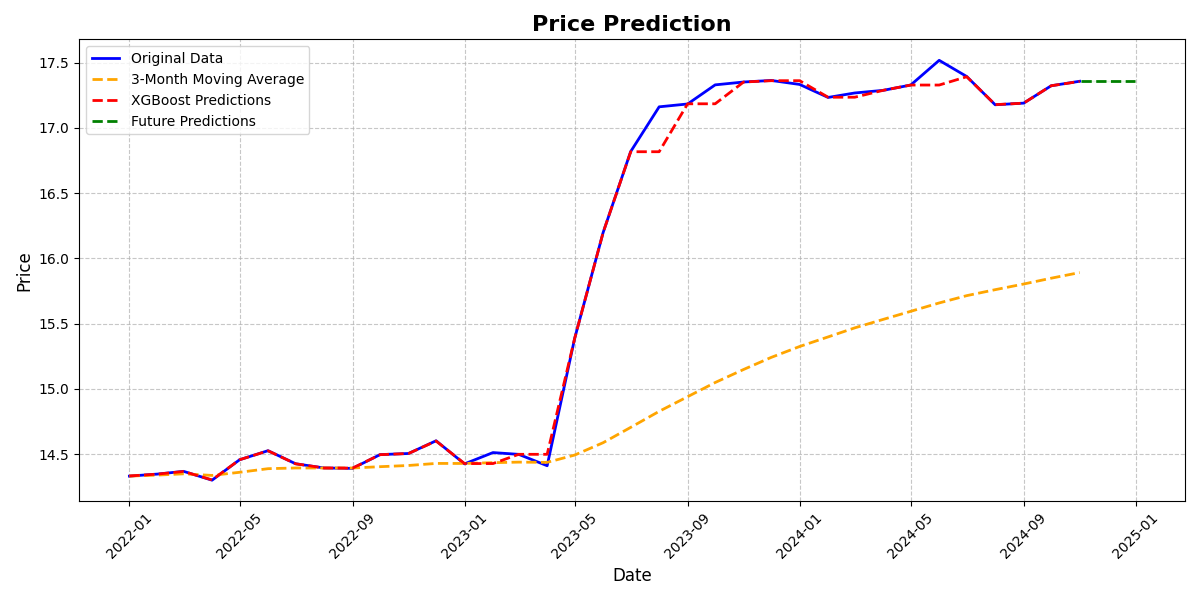 Price Prediction
Original Data
3-Month Moving Average
XGBoost Predictions
Future Predictions
17.5
17.0
16.5
16.0
15.5
15.0
14.5
Price
2022-01
2022-05
2022-09
2023-01
2023-05
2023-09
2024-01
2024-05
2024-09
2025-01
Date